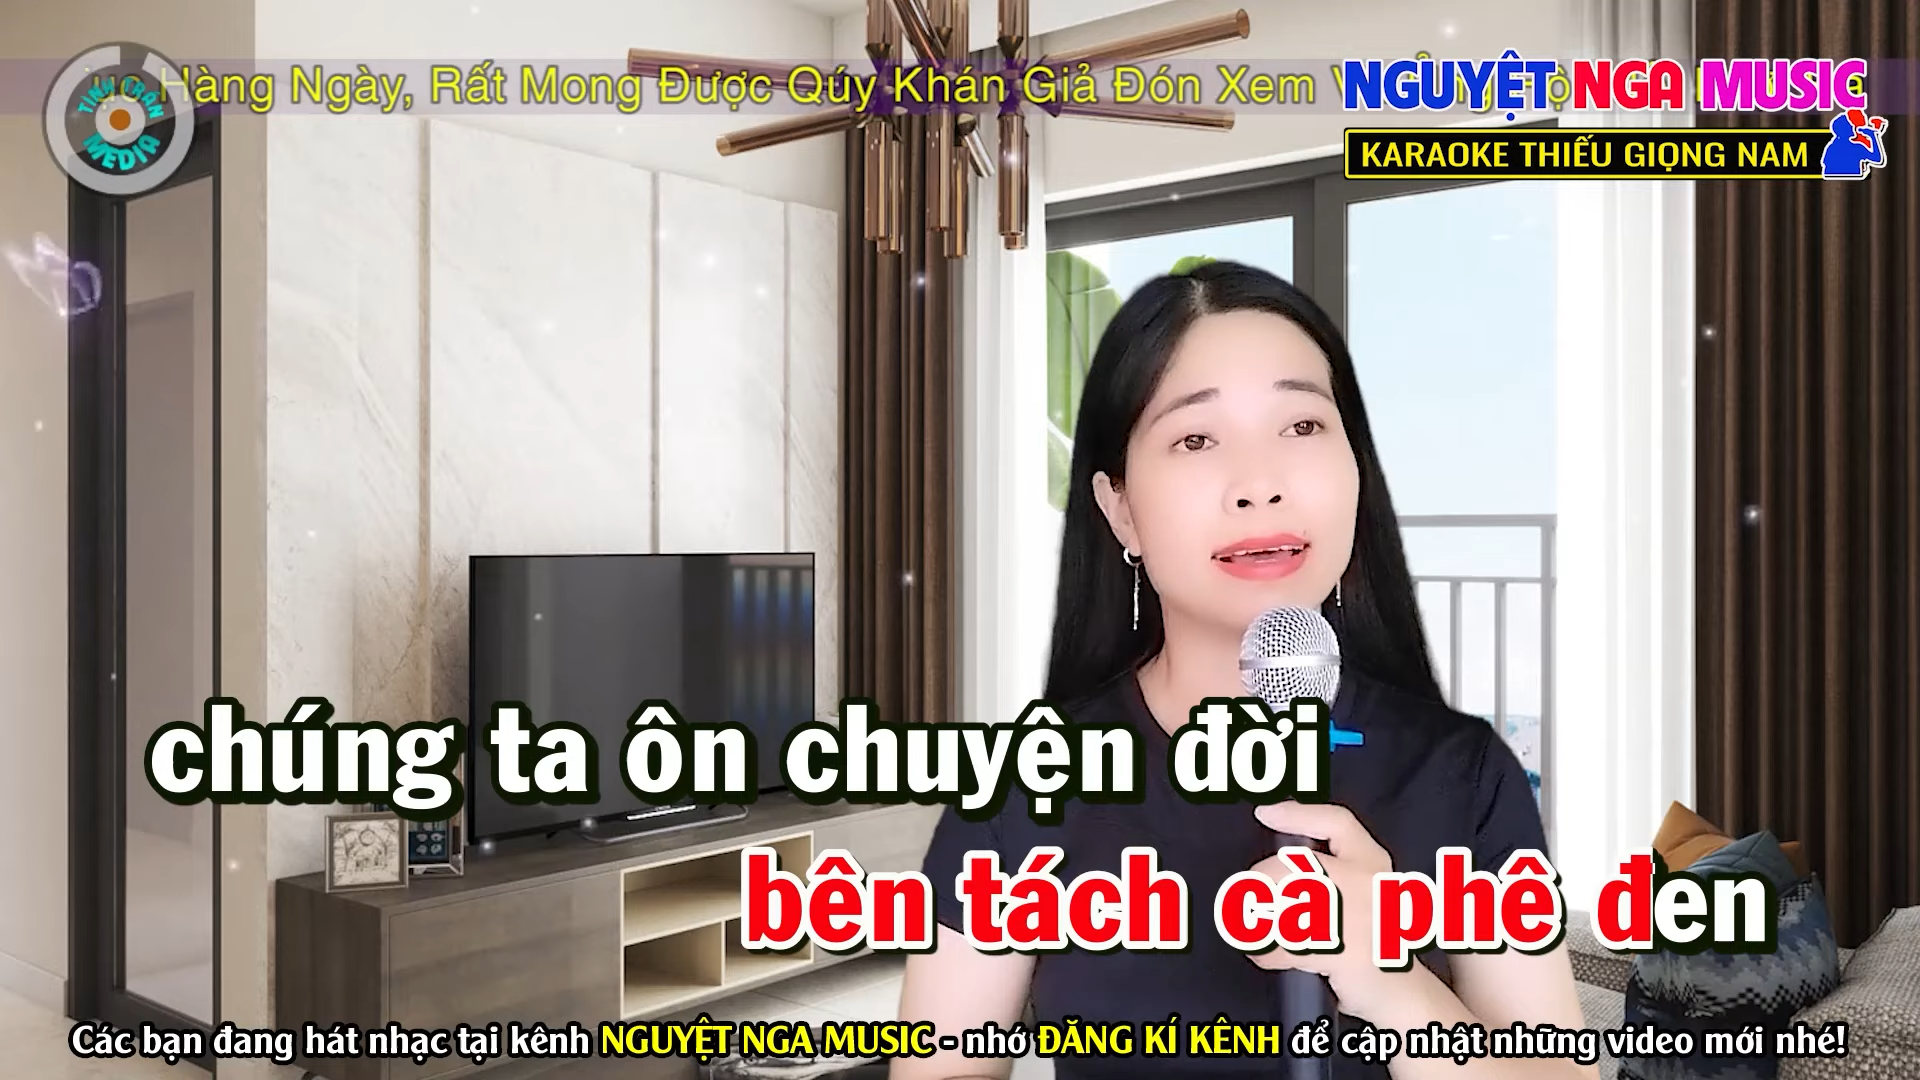 Hàng Ngày, Rất Mong Được Qúy Khán Giả Đón Xem
TINH TRẦN
MEDIA
NGUYỆT NGA MUSIC
KARAOKE THIẾU GIỌNG NAM
chúng ta ôn chuyện đời
bên tách cà phê đen
Các bạn đang hát nhạc tại kênh NGUYỆT NGA MUSIC - nhớ ĐĂNG KÍ KÊNH để cập nhật những video mới nhé!